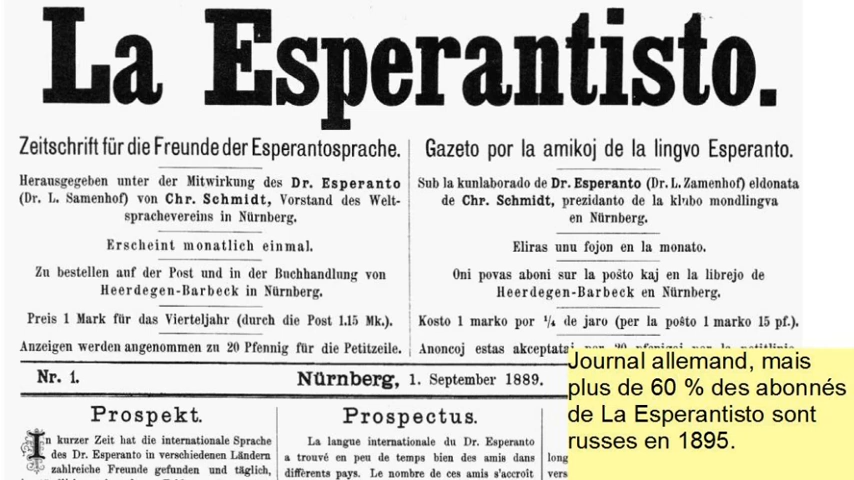 La Esperantisto.
Zeitschrift für die Freunde der Esperantosprache.
Herausgegeben unter der Mitwirkung des Dr. Esperanto
(Dr. L. Samenhof) von Chr. Schmidt, Vorstand des Welt-
sprachevereins in Nürnberg.
Erscheint monatlich einmal.
Zu bestellen auf der Post und in der Buchhandlung von
Heerdegen-Barbeck in Nürnberg.
Preis 1 Mark für das Vierteljahr (durch die Post 1.15 Mk.).
Anzeigen werden angenommen zu 20 Pfennig für die Petitzeile.
Gazeto por la amikoj de la lingvo Esperanto.
Sub la kunlaborado de Dr. Esperanto (Dr. L. Zamenhof) eldonata
de Chr. Schmidt, prezidanto de la klubo mondlingva
en Nürnberg.
Eliras unu fojon en la monato.
Oni povas aboni sur la poŝto kaj en la librejo de
Heerdegen-Barbeck en Nürnberg.
Kosto 1 marko por ¼ de jaro (per la poŝto 1 marko 15 pf.).
Anoncoj estas
Nr. 1.
Nürnberg, 1. September 1889.
Prospekt.
In kurzer Zeit hat die internationale Sprache
des Dr. Esperanto in verschiedenen Ländern
zahlreiche Freunde gefunden und täglich,
Prospectus.
La langue internationale du Dr. Esperanto
a trouvé en peu de temps bien des amis dans
différents pays. Le nombre de ces amis s'accroit
Journal allemand, mais
plus de 60 % des abonnés
de La Esperantisto sont
russes en 1895.